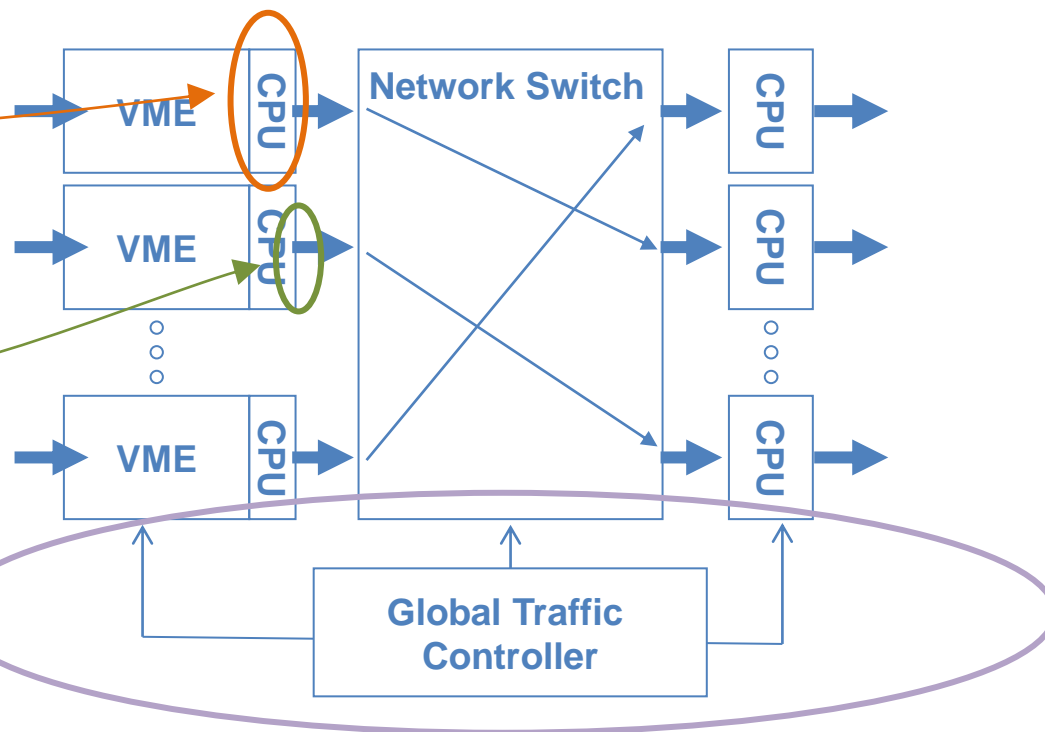 VME
CPU
Network Switch
CPU
VME
CPU
CPU
VME
CPU
CPU
Global Traffic
Controller